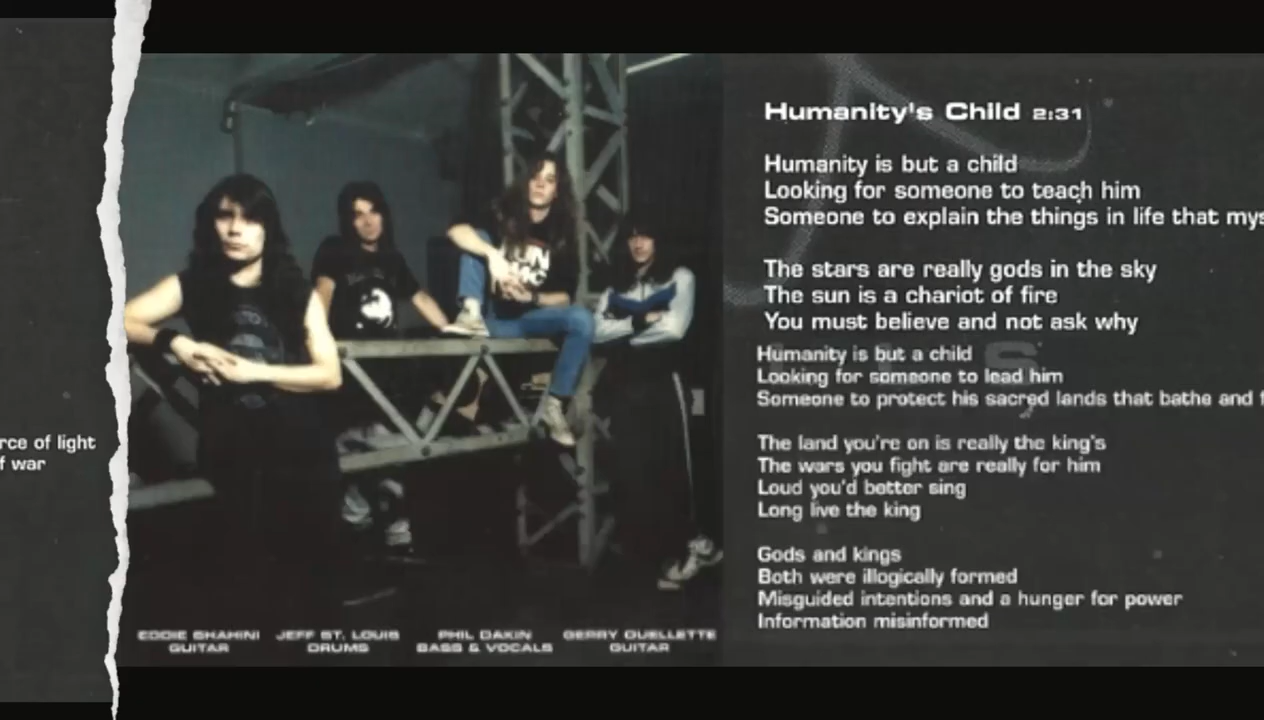 rce of light
f war
EDDIE SHAHINI
GUITAR
JEFF ST. LOUIS
DRUMS
PHIL DAKIN
BASS & VOCALS
GERRY OUELLETTE
GUITAR
Humanity's Child 2:31
Humanity is but a child
Looking for someone to teach him
Someone to explain the things in life that mys
The stars are really gods in the sky
The sun is a chariot of fire
You must believe and not ask why
Humanity is but a child
Looking for someone to lead him
Someone to protect his sacred lands that bathe and f
The land you're on is really the king's
The wars you fight are really for him
Loud you'd better sing
Long live the king
Gods and kings
Both were illogically formed
Misguided intentions and a hunger for power
Information misinformed